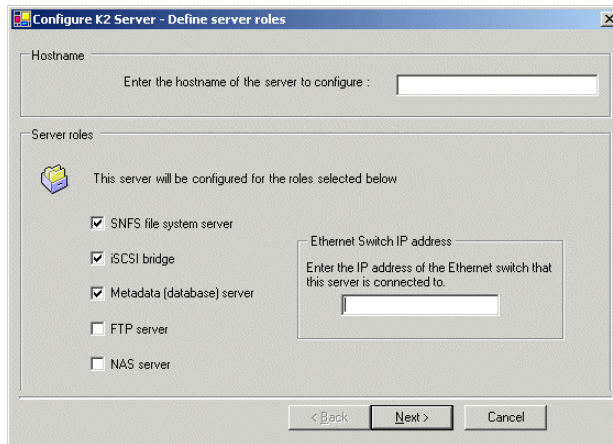 Configure K2 Server - Define server roles
Hostname
Enter the hostname of the server to configure :
Server roles
This server will be configured for the roles selected below
SNFS file system server
iSCSI bridge
Metadata (database) server
FTP server
NAS server
Ethernet Switch IP address
Enter the IP address of the Ethernet switch that
this server is connected to.
< Back
Next >
Cancel